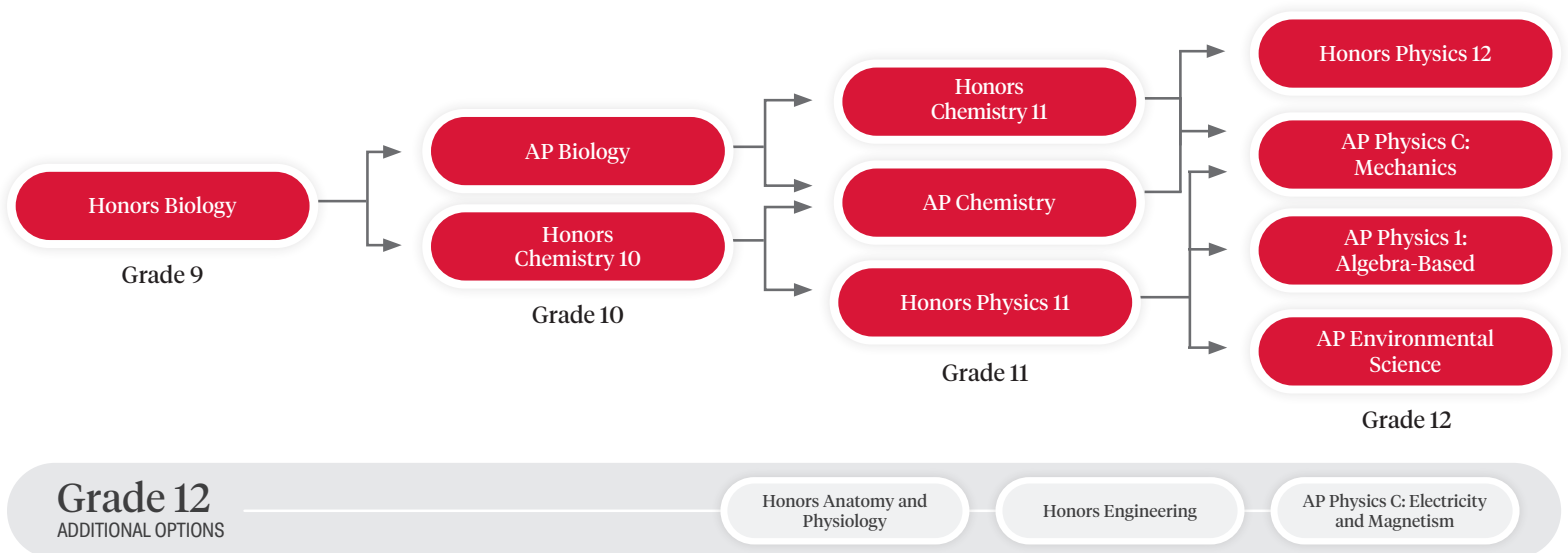 Honors Biology
Grade 9
AP Biology
Honors
Chemistry 10
Grade 10
Honors
Chemistry 11
AP Chemistry
Honors Physics 11
Grade 11
Honors Physics 12
AP Physics C:
Mechanics
AP Physics 1:
Algebra-Based
AP Environmental
Science
Grade 12
Grade 12
ADDITIONAL OPTIONS
Honors Anatomy and
Physiology
Honors Engineering
AP Physics C: Electricity
and Magnetism